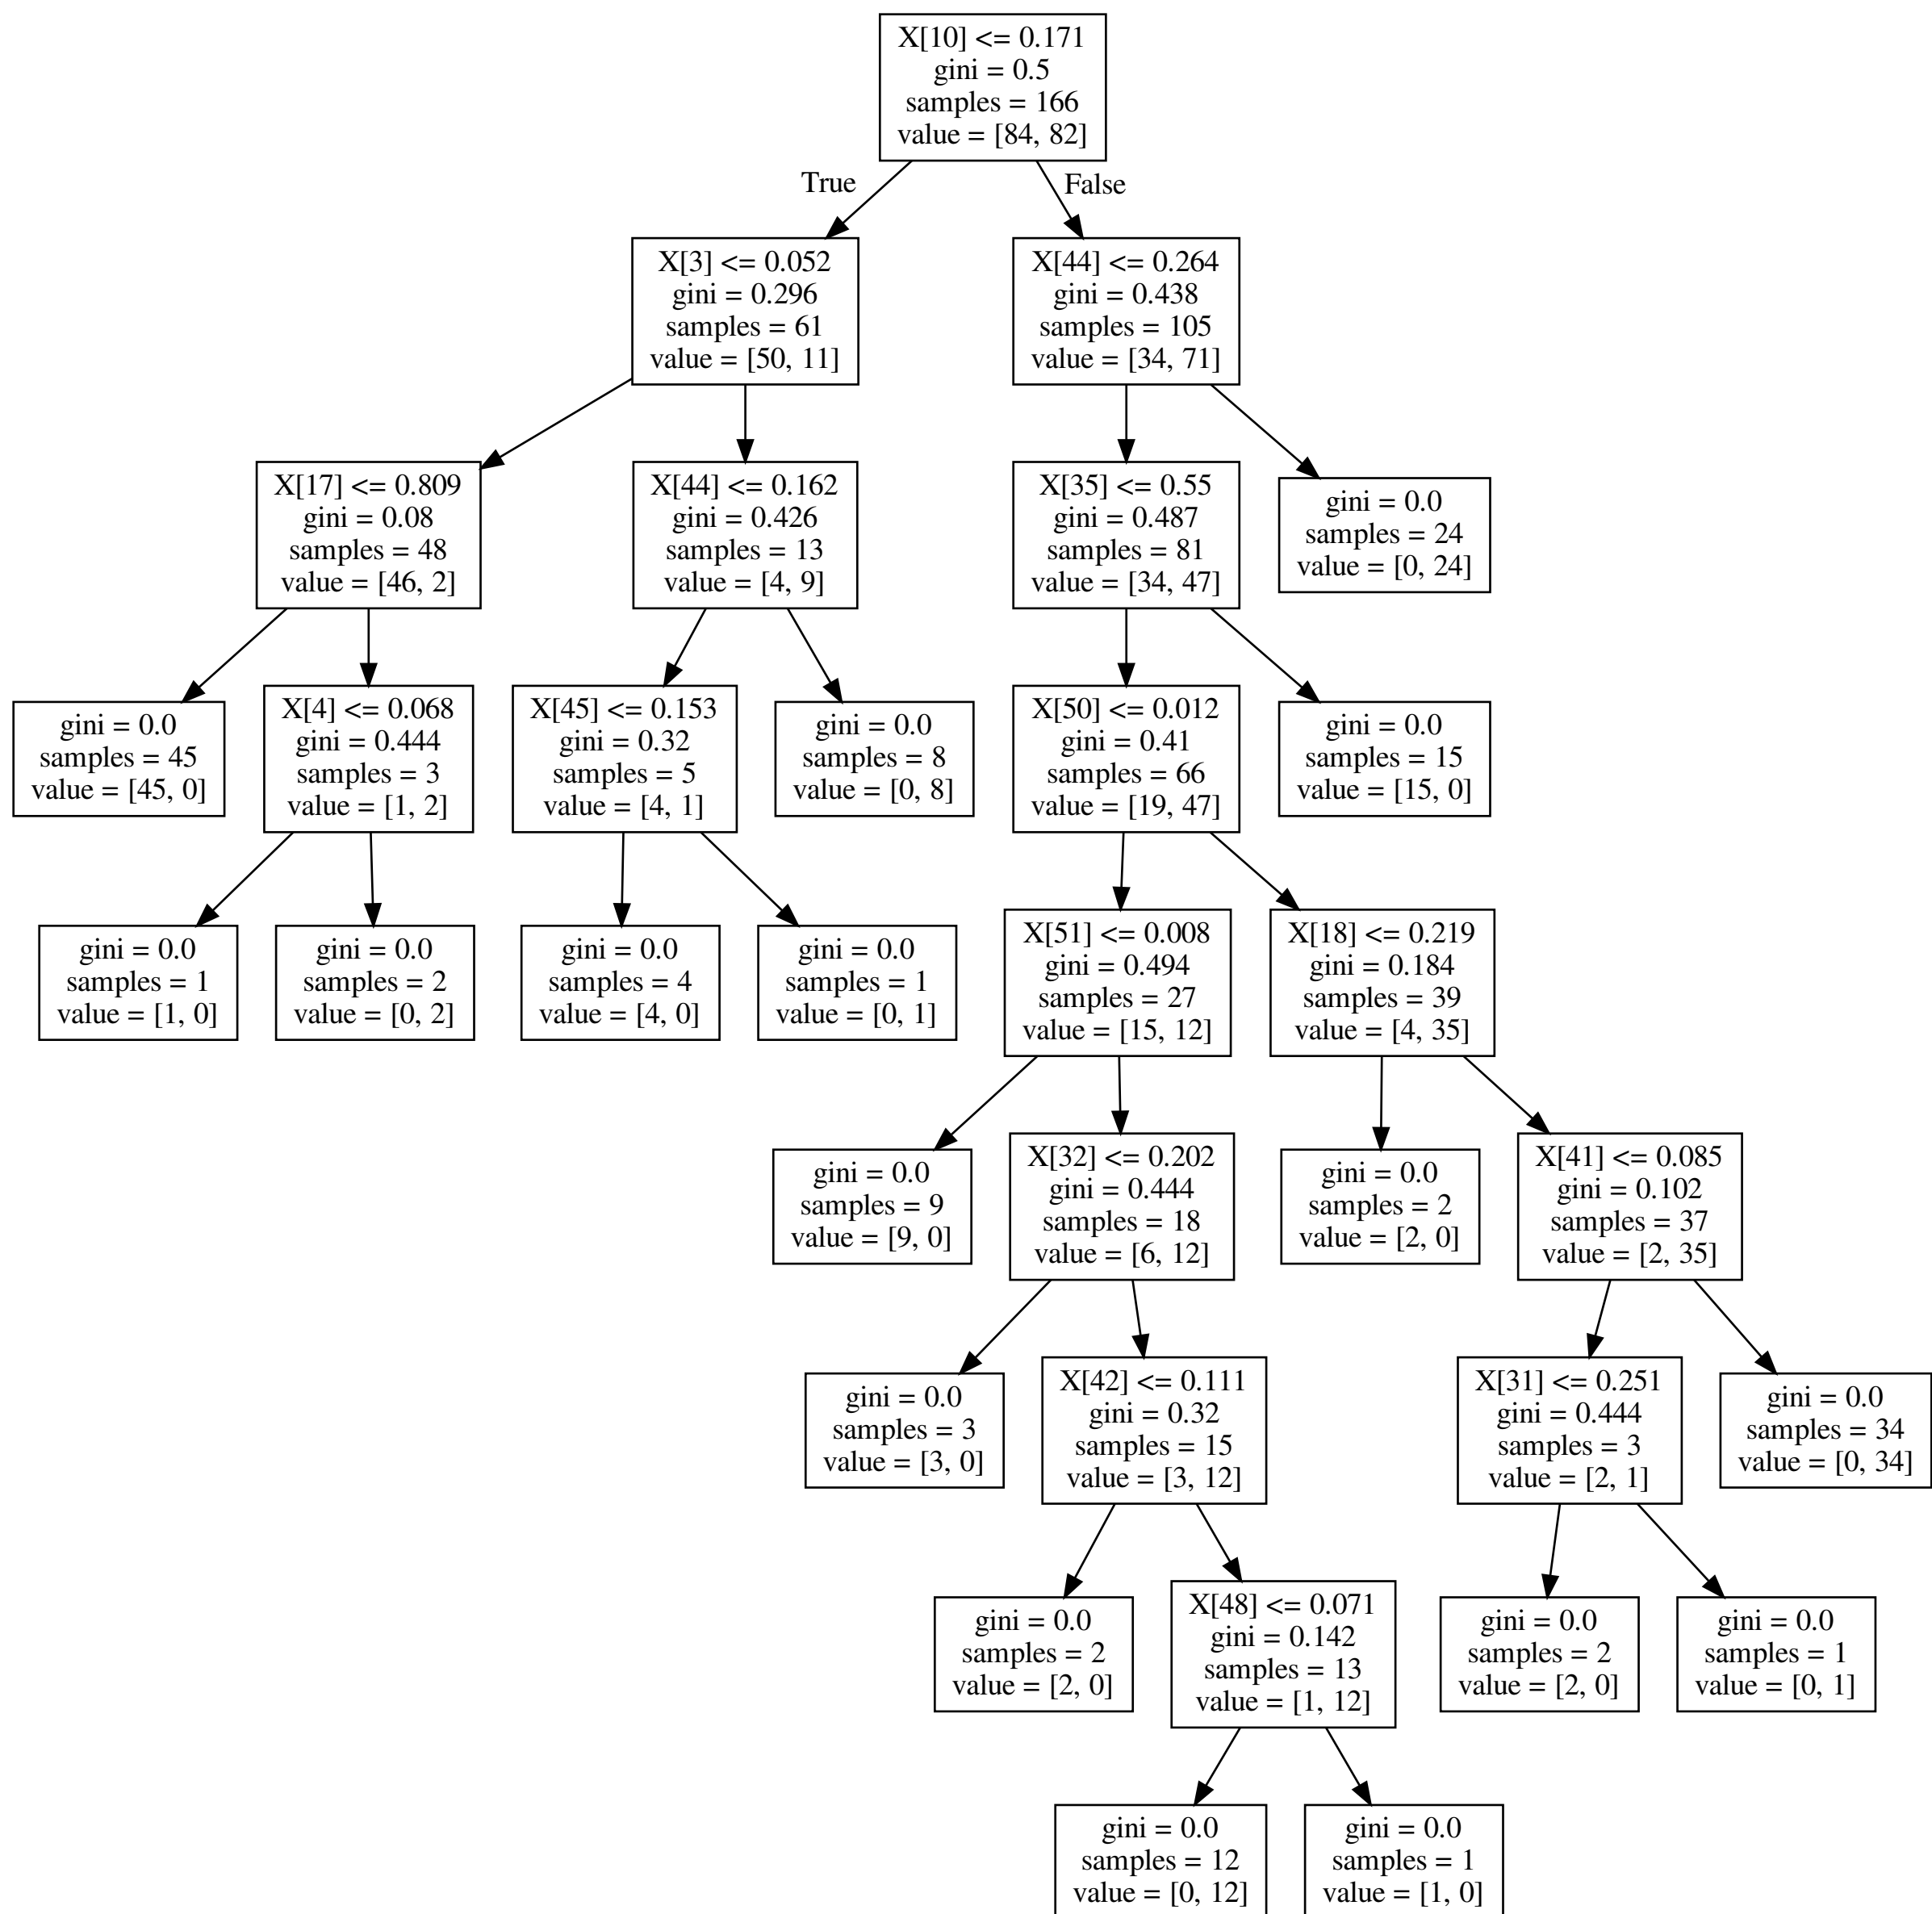 X[10] <= 0.171
gini = 0.5
samples = 166
value = [84, 82]
True
False
X[3] <= 0.052
gini = 0.296
samples = 61
value = [50, 11]
X[44] <= 0.264
gini = 0.438
samples = 105
value = [34, 71]
X[17] <= 0.809
gini = 0.08
samples = 48
value = [46, 2]
X[44] <= 0.162
gini = 0.426
samples = 13
value = [4, 9]
X[35] <= 0.55
gini = 0.487
samples = 81
value = [34, 47]
gini = 0.0
samples = 24
value = [0, 24]
gini = 0.0
samples = 45
value = [45, 0]
X[4] <= 0.068
gini = 0.444
samples = 3
value = [1, 2]
X[45] <= 0.153
gini = 0.32
samples = 5
value = [4, 1]
gini = 0.0
samples = 8
value = [0, 8]
X[50] <= 0.012
gini = 0.41
samples = 66
value = [19, 47]
gini = 0.0
samples = 15
value = [15, 0]
gini = 0.0
samples = 1
value = [1, 0]
gini = 0.0
samples = 2
value = [0, 2]
gini = 0.0
samples = 4
value = [4, 0]
gini = 0.0
samples = 1
value = [0, 1]
X[51] <= 0.008
gini = 0.494
samples = 27
value = [15, 12]
X[18] <= 0.219
gini = 0.184
samples = 39
value = [4, 35]
gini = 0.0
samples = 9
value = [9, 0]
X[32] <= 0.202
gini = 0.444
samples = 18
value = [6, 12]
gini = 0.0
samples = 2
value = [2, 0]
X[41] <= 0.085
gini = 0.102
samples = 37
value = [2, 35]
gini = 0.0
samples = 3
value = [3, 0]
X[42] <= 0.111
gini = 0.32
samples = 15
value = [3, 12]
X[31] <= 0.251
gini = 0.444
samples = 3
value = [2, 1]
gini = 0.0
samples = 34
value = [0, 34]
gini = 0.0
samples = 2
value = [2, 0]
X[48] <= 0.071
gini = 0.142
samples = 13
value = [1, 12]
gini = 0.0
samples = 2
value = [2, 0]
gini = 0.0
samples = 1
value = [0, 1]
gini = 0.0
samples = 12
value = [0, 12]
gini = 0.0
samples = 1
value = [1, 0]